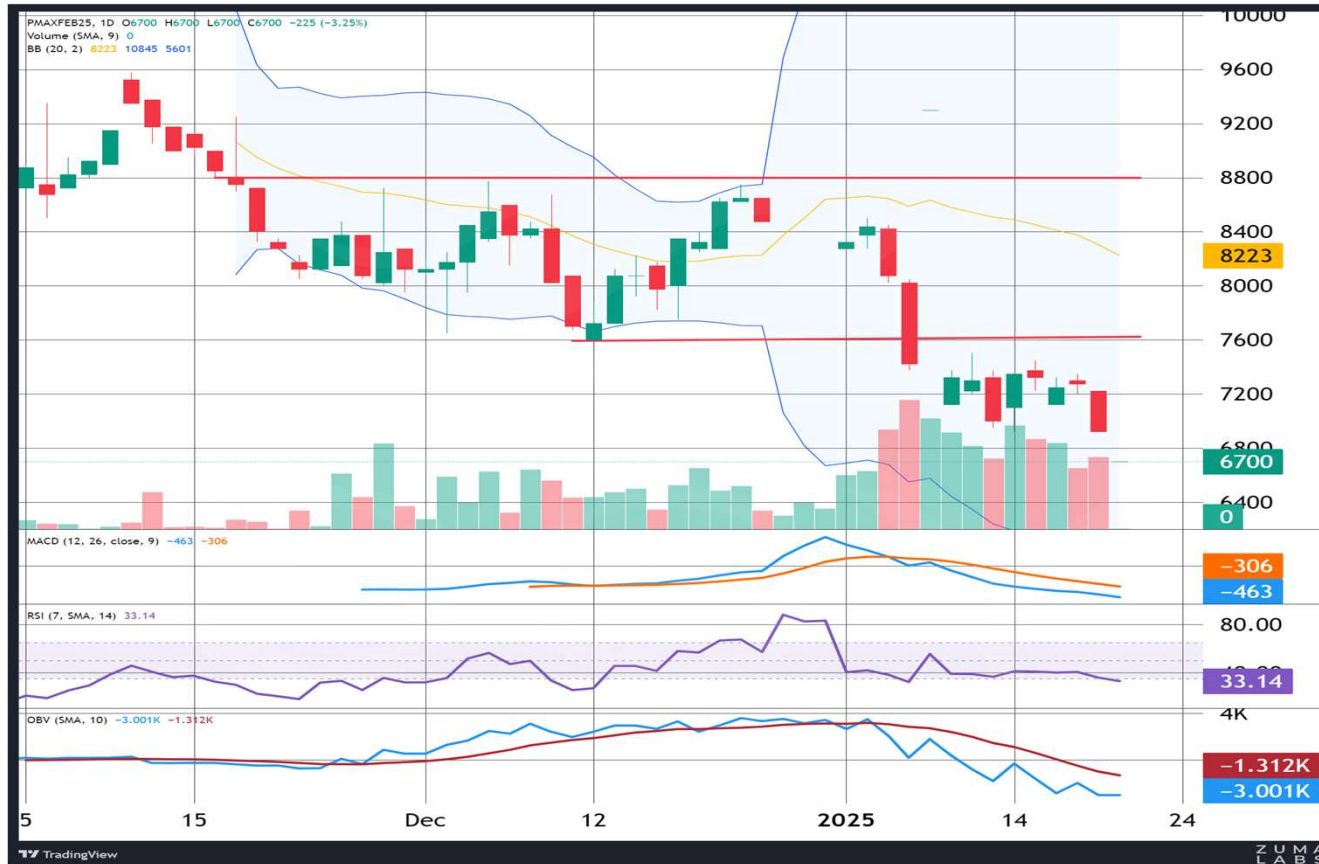 PMAXFEB25, 1D O6700 H6700 L6700 C6700 −225 (−3.25%)
Volume (SMA, 9) 0
BB (20, 2) 8223 10845 5601
10000
9600
9200
8800
8400
8223
8000
7600
7200
6800
6700
6400
0
MACD (12, 26, close, 9) −463 −306
−306
−463
RSI (7, SMA, 14) 33.14
80.00
40.00
33.14
OBV (SMA, 10) −3.001K −1.312K
4K
−1.312K
−3.001K
5 15 Dec 12 2025 14 24
TradingView
ZUMA
LABS